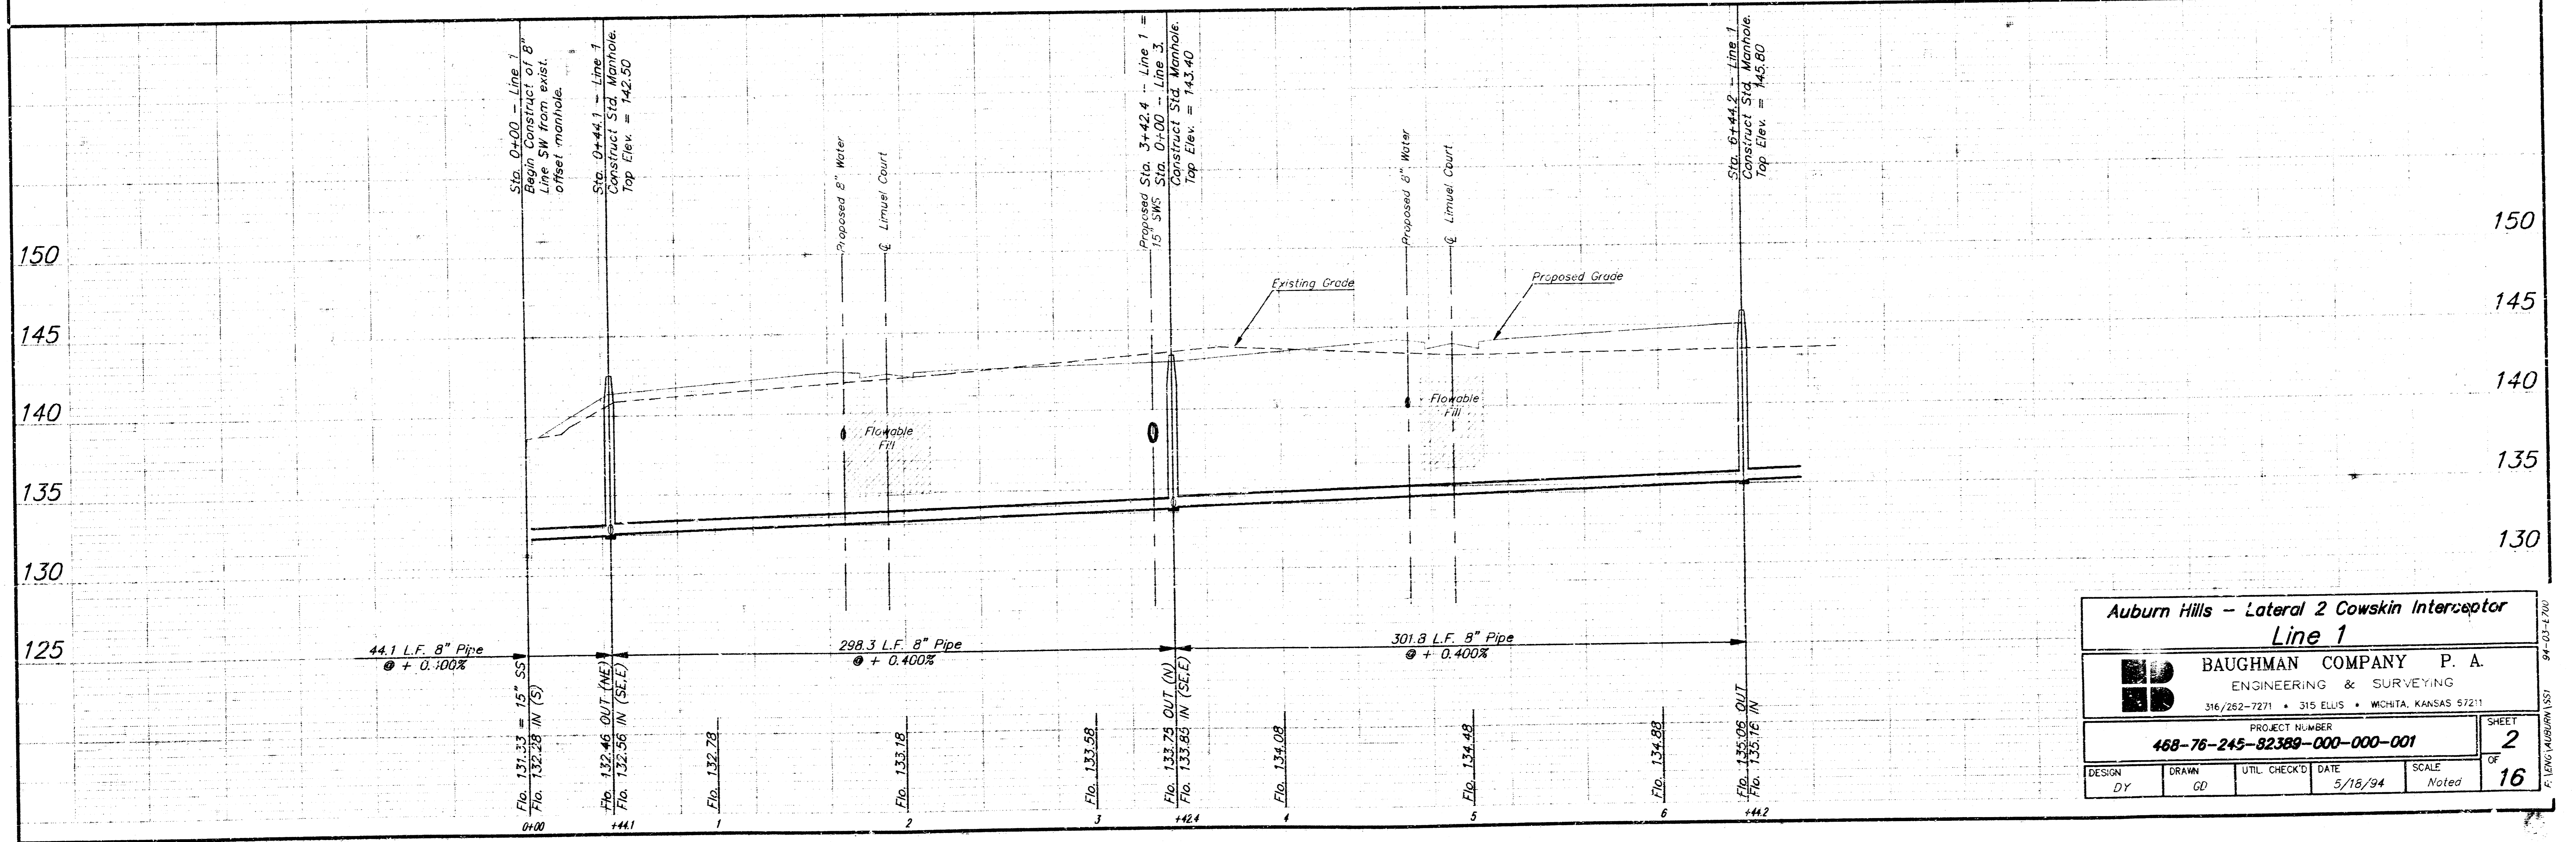 Sta. 0+00 - Line 1
Begin Construct of 8"
Line SW from exist.
offset manhole.
Sta. 0+44.1 - Line 1
Construct Std. Manhole.
Top Elev. = 142.50
Proposed 8" Water
℄ Limuel Court
Proposed
15" SWS
Sta. 3+42.4 -- Line 1 =
Sta. 0+00 -- Line 3.
Construct Std. Manhole.
Top Elev. = 143.40
Proposed 8" Water
℄ Limuel Court
Sta. 6+44.2 - Line 1
Construct Std. Manhole.
Top Elev. = 145.80
150
150
Existing Grade
Proposed Grade
145
145
140
140
Flowable
Fill
Flowable
Fill
135
135
130
130
125
44.1 L.F. 8" Pipe
298.3 L.F. 8" Pipe
@ + 0.400%
301.8 L.F. 8" Pipe
@ + 0.400%
Flo. 131.33 = 15" SS
Flo. 132.28 IN (S)
Flo. 132.46 OUT (NE)
Flo. 132.56 IN (SE,E)
Flo. 132.78
Flo. 133.18
Flo. 133.58
Flo. 133.75 OUT (N)
Flo. 133.85 IN (SE,E)
Flo. 134.08
Flo. 134.48
Flo. 134.88
Flo. 135.06 OUT
Flo. 135.16 IN
0+00 +44.1 1 2 3 +42.4 4 5 6 +44.2
Auburn Hills - Lateral 2 Cowskin Interceptor
Line 1
BAUGHMAN COMPANY P. A.
ENGINEERING & SURVEYING
316/262-7271 • 315 ELLIS • WICHITA, KANSAS 67211
PROJECT NUMBER
468-76-245-82389-000-000-001
SHEET
2
OF
16
DESIGN
DY
DRAWN
GD
UTIL. CHECK'D
DATE
5/18/94
SCALE
Noted
F:\ENG\AUBURN\SS1 94-03-E700